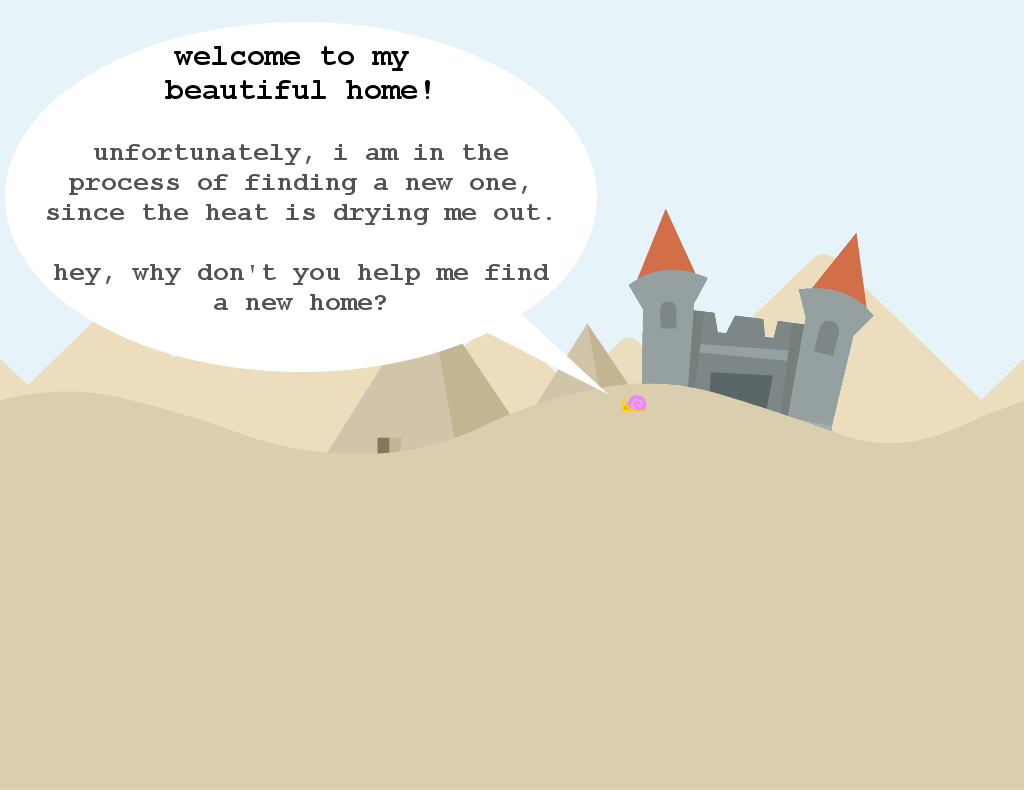 welcome to my
beautiful home!
unfortunately, i am in the
process of finding a new one,
since the heat is drying me out.
hey, why don't you help me find
a new home?